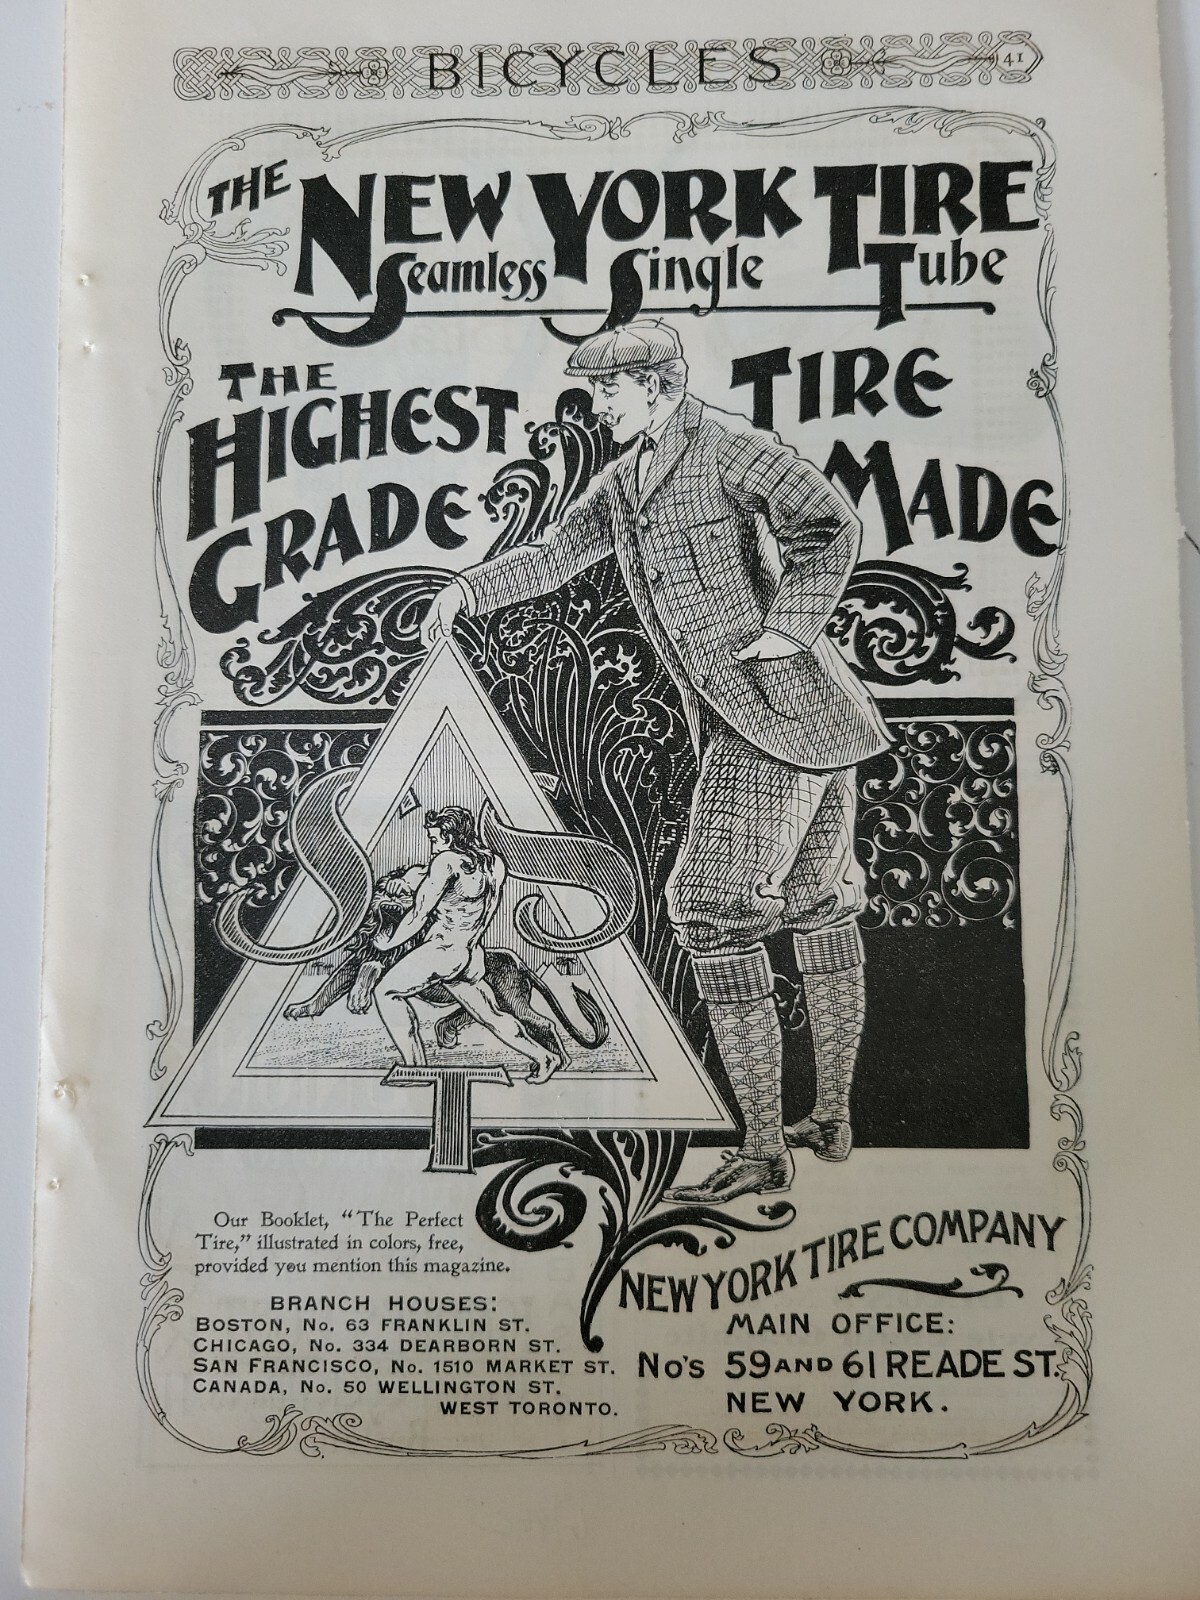 BICYCLES 41
THE NEW YORK TIRE
Seamless Single Tube
THE HIGHEST GRADE
TIRE MADE
S S
T
Our Booklet, “The Perfect
Tire,” illustrated in colors, free,
provided you mention this magazine.
BRANCH HOUSES:
BOSTON, No. 63 FRANKLIN ST.
CHICAGO, No. 334 DEARBORN ST.
SAN FRANCISCO, No. 1510 MARKET ST.
CANADA, No. 50 WELLINGTON ST.
WEST TORONTO.
NEW YORK TIRE COMPANY
MAIN OFFICE:
No's 59 AND 61 READE ST.
NEW YORK.